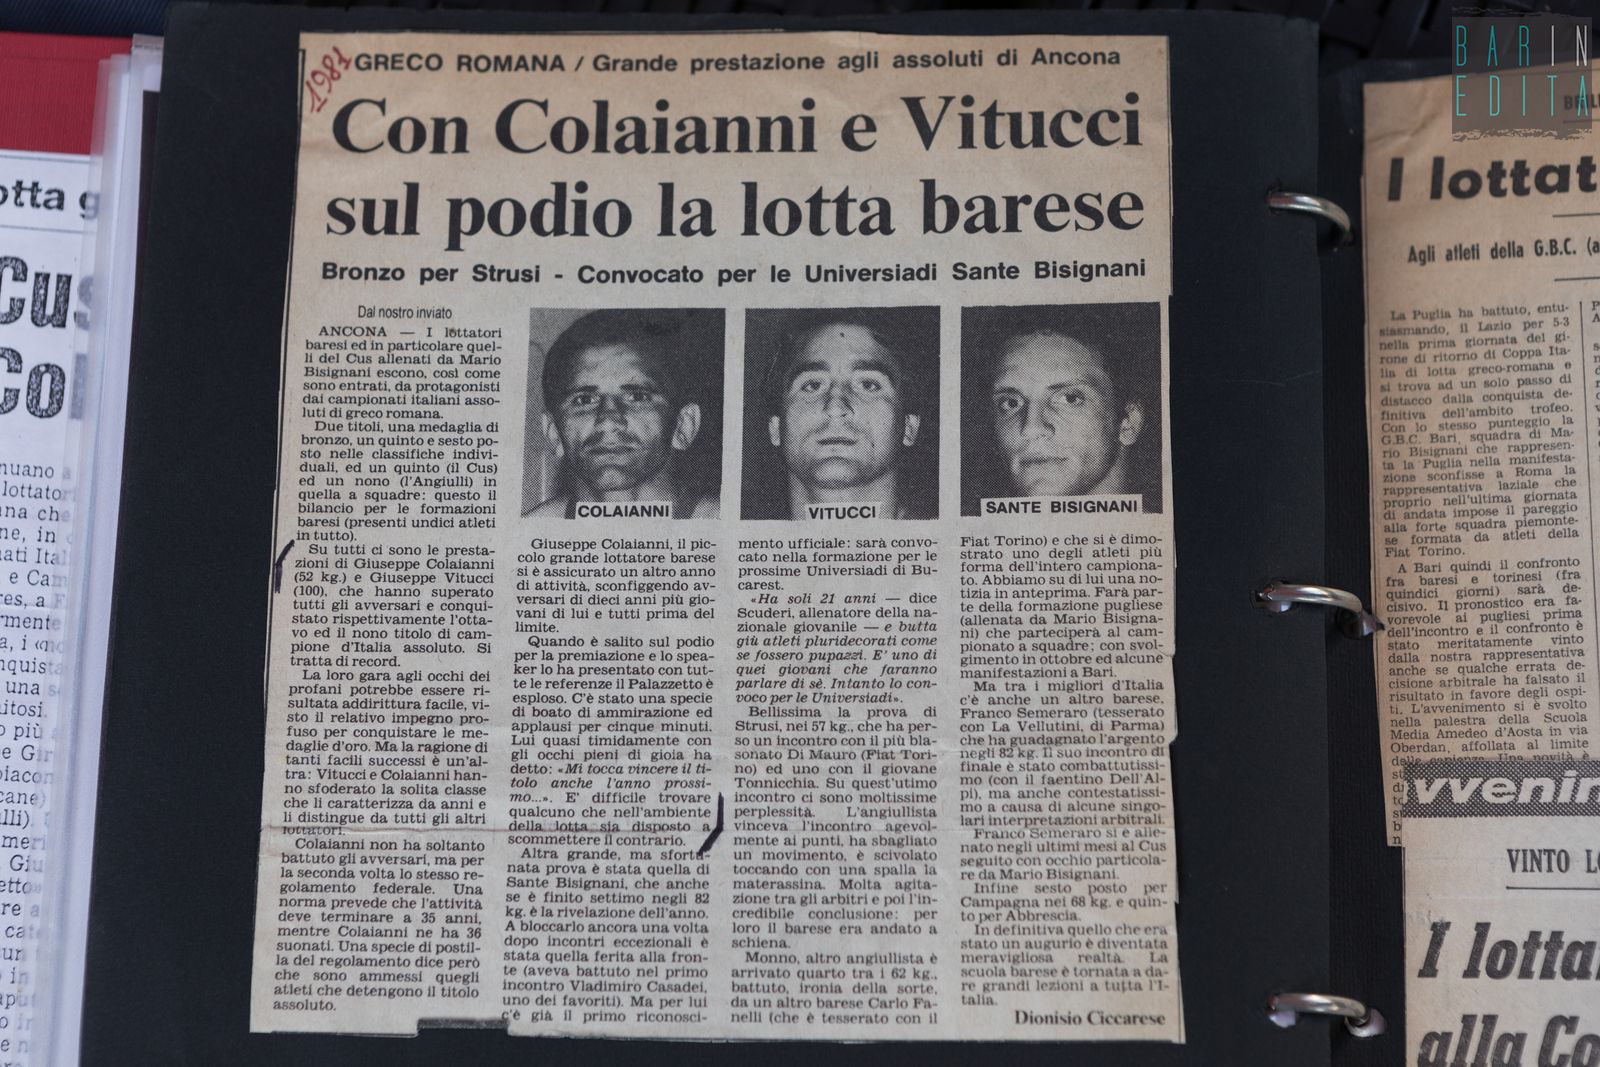 BARIN
EDITA
1981
GRECO ROMANA / Grande prestazione agli assoluti di Ancona
Con Colaianni e Vitucci
sul podio la lotta barese
Bronzo per Strusi - Convocato per le Universiadi Sante Bisignani
Dal nostro inviato
ANCONA — I lottatori
baresi ed in particolare quel-
li del Cus allenati da Mario
Bisignani escono, così come
sono entrati, da protagonisti
dai campionati italiani asso-
luti di greco romana.
Due titoli, una medaglia di
bronzo, un quinto e sesto po-
sto nelle classifiche indivi-
duali, ed un quinto (il Cus)
ed un nono (l'Angiulli) in
quella a squadre: questo il
bilancio per le formazioni
baresi (presenti undici atleti
in tutto).
Su tutti ci sono le presta-
zioni di Giuseppe Colaianni
(52 kg.) e Giuseppe Vitucci
(100), che hanno superato
tutti gli avversari e conqui-
stato rispettivamente l'otta-
vo ed il nono titolo di cam-
pione d'Italia assoluto. Si
tratta di record.
La loro gara agli occhi dei
profani potrebbe essere ri-
sultata addirittura facile, vi-
sto il relativo impegno pro-
fuso per conquistare le me-
daglie d'oro. Ma la ragione di
tanti facili successi è un'al-
tra: Vitucci e Colaianni han-
no sfoderato la solita classe
che li caratterizza da anni e
li distingue da tutti gli altri
lottatori.
Colaianni non ha soltanto
battuto gli avversari, ma per
la seconda volta lo stesso re-
golamento federale. Una
norma prevede che l'attività
deve terminare a 35 anni,
mentre Colaianni ne ha 36
suonati. Una specie di postil-
la del regolamento dice però
che sono ammessi quegli
atleti che detengono il titolo
assoluto.
COLAIANNI
VITUCCI
SANTE BISIGNANI
Giuseppe Colaianni, il pic-
colo grande lottatore barese
si è assicurato un altro anno
di attività, sconfiggendo av-
versari di dieci anni più gio-
vani di lui e tutti prima del
limite.
Quando è salito sul podio
per la premiazione e lo spea-
ker lo ha presentato con tut-
te le referenze il Palazzetto è
esploso. C'è stato una specie
di boato di ammirazione ed
applausi per cinque minuti.
Lui quasi timidamente con
gli occhi pieni di gioia ha
detto: «Mi tocca vincere il ti-
tolo anche l'anno prossi-
mo...». E' difficile trovare
qualcuno che nell'ambiente
della lotta sia disposto a
scommettere il contrario.
Altra grande, ma sfortu-
nata prova è stata quella di
Sante Bisignani, che anche
se è finito settimo negli 82
kg. è la rivelazione dell'anno.
A bloccarlo ancora una volta
dopo incontri eccezionali è
stata quella ferita alla fron-
te (aveva battuto nel primo
incontro Vladimiro Casadei,
uno dei favoriti). Ma per lui
c'è già il primo riconosci-
mento ufficiale: sarà convo-
cato nella formazione per le
prossime Universiadi di Bu-
carest.
«Ha soli 21 anni — dice
Scuderi, allenatore della na-
zionale giovanile — e butta
giù atleti pluridecorati come
se fossero pupazzi. E' uno di
quei giovani che faranno
parlare di sè. Intanto lo con-
voco per le Universiadi».
Bellissima la prova di
Strusi, nei 57 kg., che ha per-
so un incontro con il più bla-
sonato Di Mauro (Fiat Tori-
no) ed uno con il giovane
Tonnicchia. Su quest'utimo
incontro ci sono moltissime
perplessità. L'angiullista
vinceva l'incontro agevol-
mente ai punti, ha sbagliato
un movimento, è scivolato
toccando con una spalla la
materassina. Molta agita-
zione tra gli arbitri e poi l'in-
credibile conclusione: per
loro il barese era andato a
schiena.
Monno, altro angiullista è
arrivato quarto tra i 62 kg.,
battuto, ironia della sorte,
da un altro barese Carlo Fa-
nelli (che è tesserato con il
Fiat Torino) e che si è dimo-
strato uno degli atleti più
forma dell'intero campiona-
to. Abbiamo su di lui una no-
tizia in anteprima. Farà par-
te della formazione pugliese
(allenata da Mario Bisigna-
ni) che parteciperà al cam-
pionato a squadre; con svol-
gimento in ottobre ed alcune
manifestazioni a Bari.
Ma tra i migliori d'Italia
c'è anche un altro barese,
Franco Semeraro (tesserato
con La Vellutini, di Parma)
che ha guadagnato l'argento
negli 82 kg. Il suo incontro di
finale è stato combattutissi-
mo (con il faentino Dell'Al-
pi), ma anche contestatissi-
mo a causa di alcune singo-
lari interpretazioni arbitrali.
Franco Semeraro si è alle-
nato negli ultimi mesi al Cus
seguito con occhio particola-
re da Mario Bisignani.
Infine sesto posto per
Campagna nei 68 kg. e quin-
to per Abbrescia.
In definitiva quello che era
stato un augurio è diventata
meravigliosa realtà. La
scuola barese è tornata a da-
re grandi lezioni a tutta l'I-
talia.
Dionisio Ciccarese
I lottat
Agli atleti della G.B.C. (a
La Puglia ha battuto, entu-
siasmando, il Lazio per 5-3
nella prima giornata del gi-
rone di ritorno di Coppa Ita-
lia di lotta greco-romana e
si trova ad un solo passo di
distacco dalla conquista de-
finitiva dell'ambito trofeo.
Con lo stesso punteggio la
G.B.C. Bari, squadra di Ma-
rio Bisignani che rappresen-
ta la Puglia nella manifesta-
zione sconfisse a Roma la
rappresentativa laziale che
proprio nell'ultima giornata
di andata impose il pareggio
alla forte squadra piemonte-
se formata da atleti della
Fiat Torino.
A Bari quindi il confronto
fra baresi e torinesi (fra
quindici giorni) sarà de-
cisivo. Il pronostico era fa-
vorevole ai pugliesi prima
dell'incontro e il confronto è
stato meritatamente vinto
dalla nostra rappresentativa
anche se qualche errata de-
cisione arbitrale ha falsato il
risultato in favore degli ospi-
ti. L'avvenimento si è svolto
nella palestra della Scuola
Media Amedeo d'Aosta in via
Oberdan, affollata al limite
vvenim
VINTO LO
I lotta
alla Co
otta g
Cus
Col